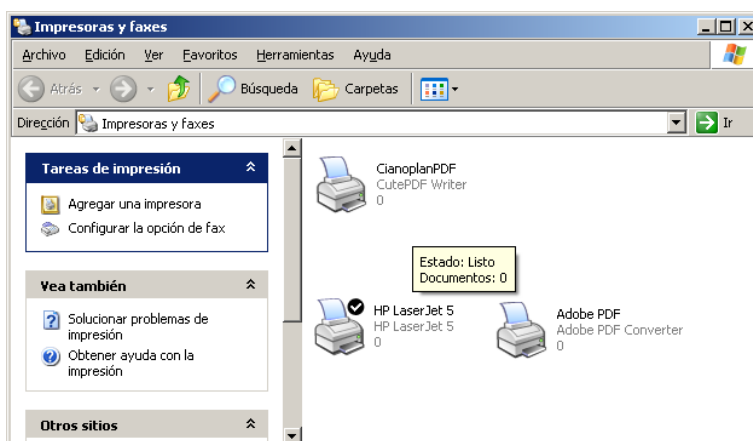 Impresoras y faxes
Archivo Edición Ver Favoritos Herramientas Ayuda
Atrás Búsqueda Carpetas
Dirección Impresoras y faxes Ir
Tareas de impresión
Agregar una impresora
Configurar la opción de fax
Vea también
Solucionar problemas de
impresión
Obtener ayuda con la
impresión
Otros sitios
CianoplanPDF
CutePDF Writer
0
Estado: Listo
Documentos: 0
HP LaserJet 5
HP LaserJet 5
0
Adobe PDF
Adobe PDF Converter
0